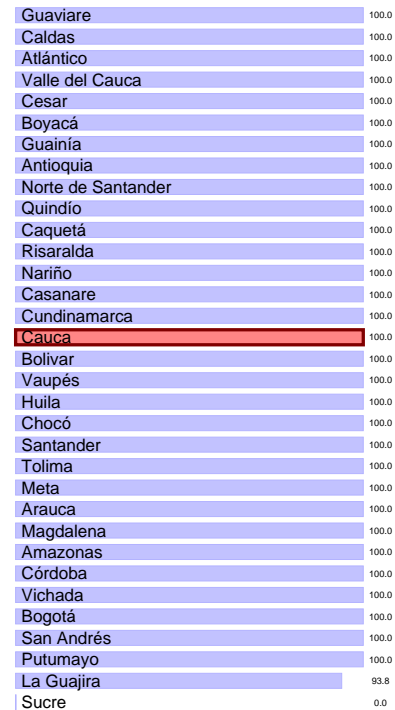 Guaviare 100.0
Caldas 100.0
Atlántico 100.0
Valle del Cauca 100.0
Cesar 100.0
Boyacá 100.0
Guainía 100.0
Antioquia 100.0
Norte de Santander 100.0
Quindío 100.0
Caquetá 100.0
Risaralda 100.0
Nariño 100.0
Casanare 100.0
Cundinamarca 100.0
Cauca 100.0
Bolivar 100.0
Vaupés 100.0
Huila 100.0
Chocó 100.0
Santander 100.0
Tolima 100.0
Meta 100.0
Arauca 100.0
Magdalena 100.0
Amazonas 100.0
Córdoba 100.0
Vichada 100.0
Bogotá 100.0
San Andrés 100.0
Putumayo 100.0
La Guajira 93.8
Sucre 0.0